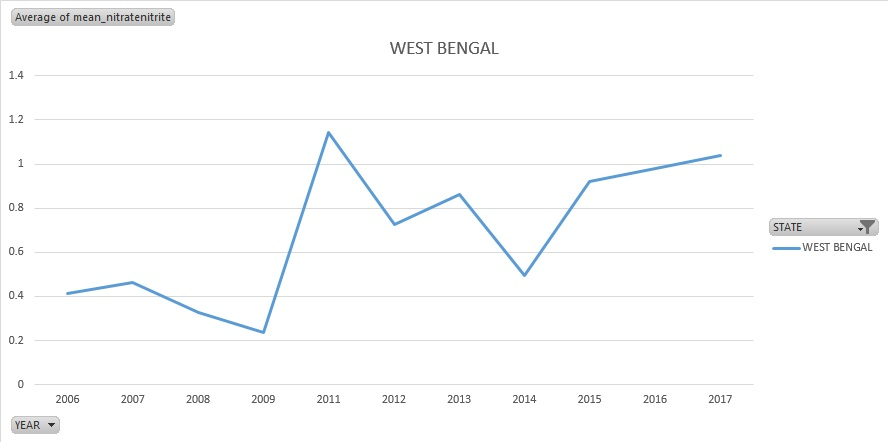 Average of mean_nitratenitrite
WEST BENGAL
1.4
1.2
1
0.8
0.6
0.4
0.2
0
2006 2007 2008 2009 2011 2012 2013 2014 2015 2016 2017
STATE
WEST BENGAL
YEAR